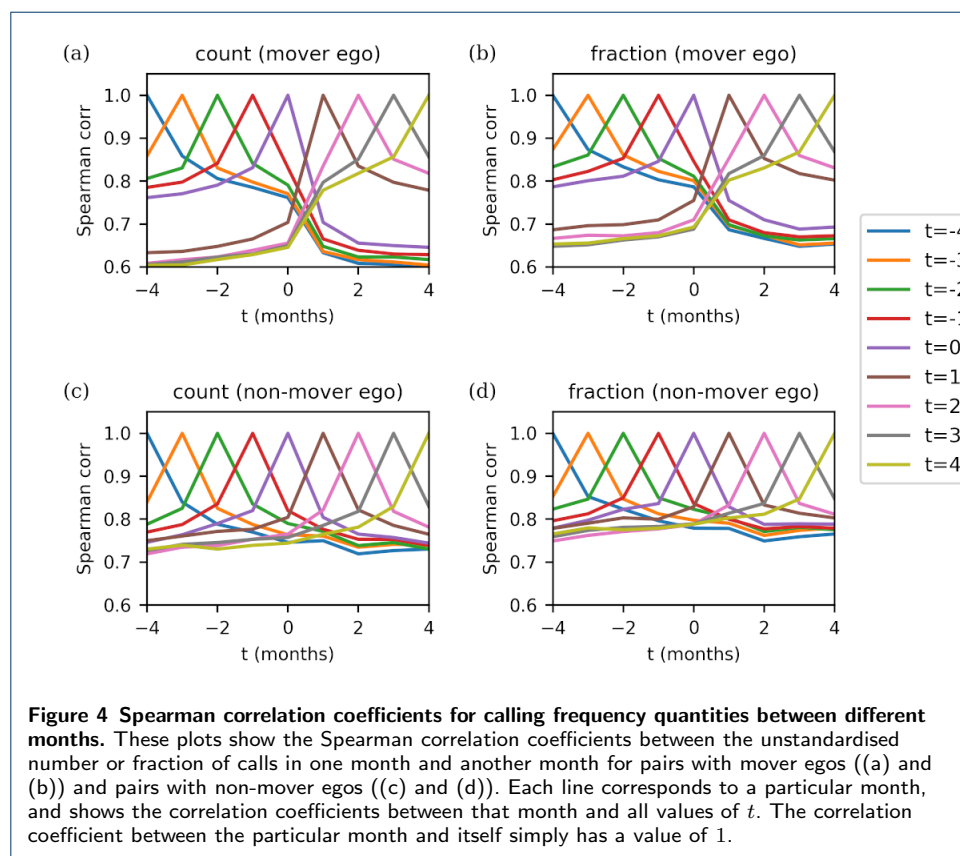 (a) count (mover ego)
(b) fraction (mover ego)
1.0 1.0
0.9 0.9
0.8 0.8
0.7 0.7
0.6 0.6
Spearman corr Spearman corr
−4 −2 0 2 4 −4 −2 0 2 4
t (months) t (months)
t=-4
t=-3
t=-2
t=-1
t=0
t=1
t=2
t=3
t=4
(c) count (non-mover ego)
(d) fraction (non-mover ego)
1.0 1.0
0.9 0.9
0.8 0.8
0.7 0.7
0.6 0.6
Spearman corr Spearman corr
−4 −2 0 2 4 −4 −2 0 2 4
t (months) t (months)
Figure 4 Spearman correlation coefficients for calling frequency quantities between different
months. These plots show the Spearman correlation coefficients between the unstandardised
number or fraction of calls in one month and another month for pairs with mover egos ((a) and
(b)) and pairs with non-mover egos ((c) and (d)). Each line corresponds to a particular month,
and shows the correlation coefficients between that month and all values of t. The correlation
coefficient between the particular month and itself simply has a value of 1.